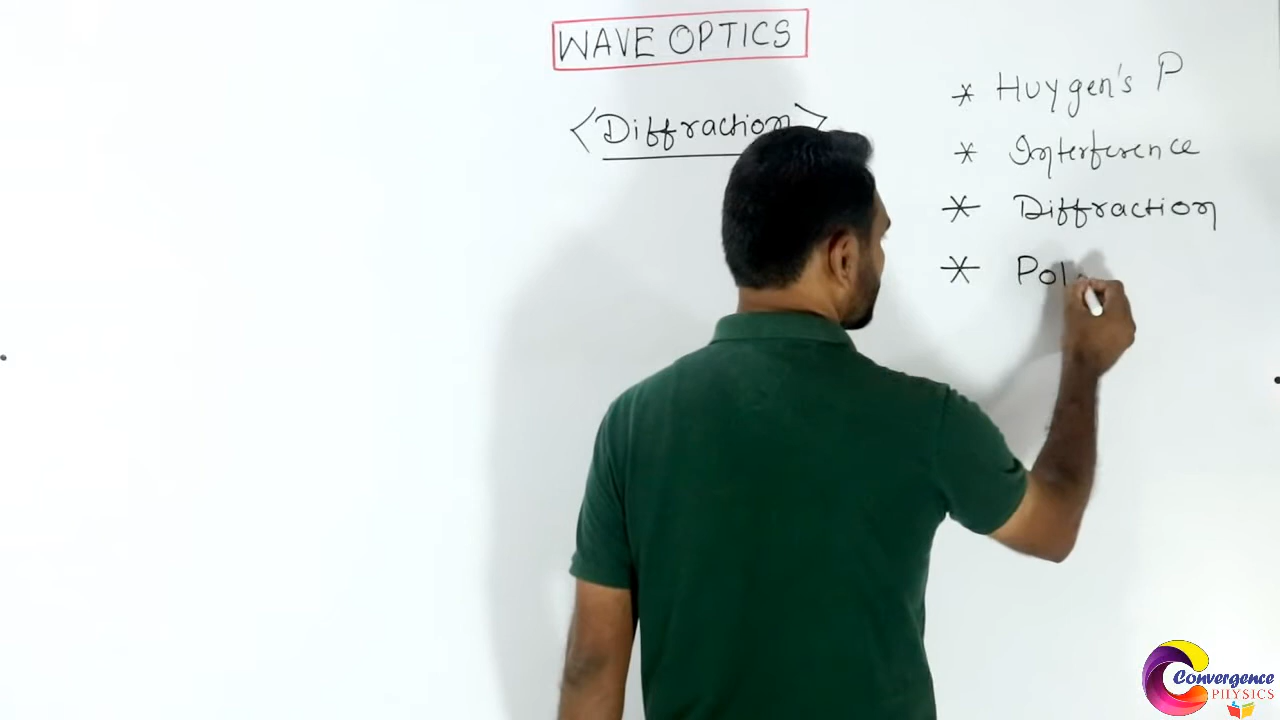 WAVE OPTICS
<Diffraction>
* Huygen's P
* Interference
* Diffraction
* Pol
Convergence
PHYSICS